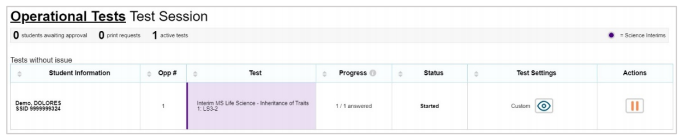 Operational Tests Test Session
0 students awaiting approval 0 print requests 1 active tests = Science Interims
Tests without issue
Student Information Opp # Test Progress Status Test Settings Actions
Demo, DOLORES
SSID 9999999324
1
Interim MS Life Science - Inheritance of Traits
1: LS3-2
1 / 1 answered Started Custom